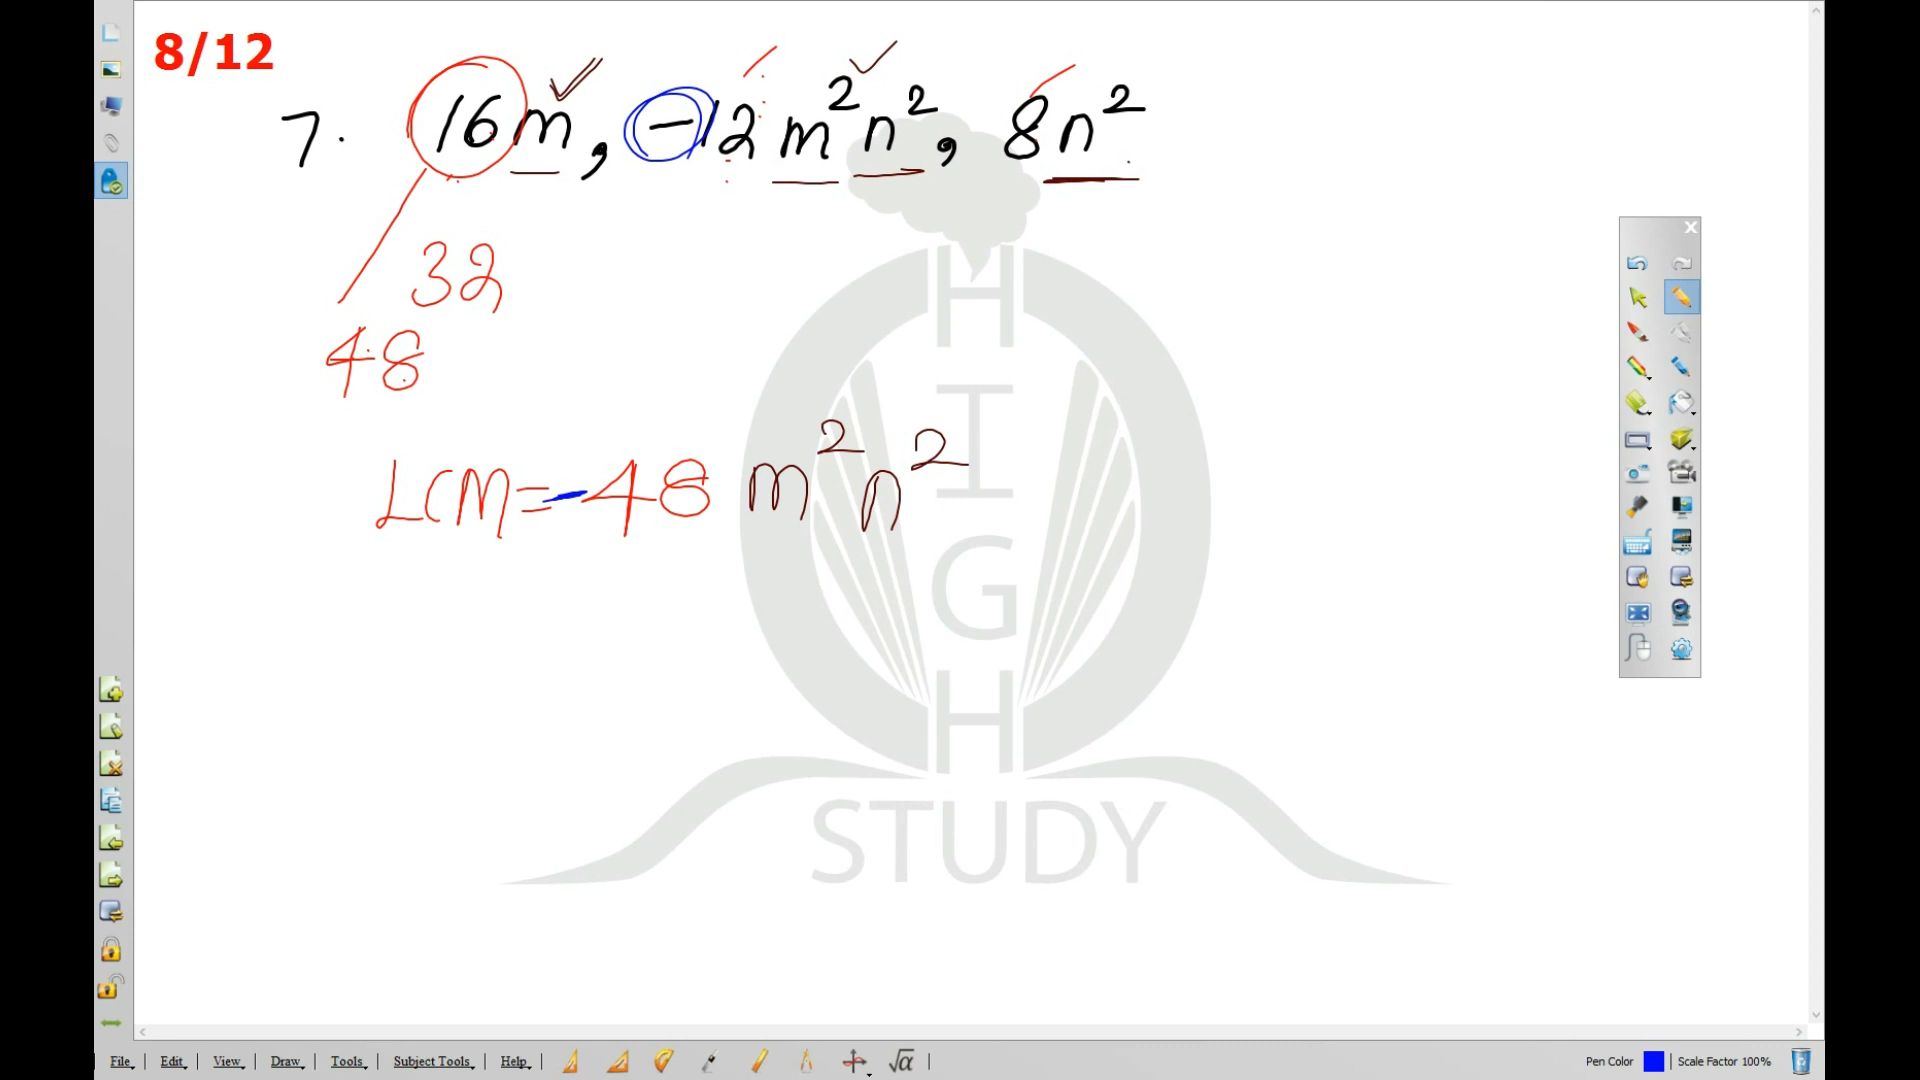 8/12
7. 16m, -12m²n², 8n²
32
48
LCM=-48 m²n²
HIGH
STUDY
File Edit View Draw Tools Subject Tools Help √α Pen Color Scale Factor 100%